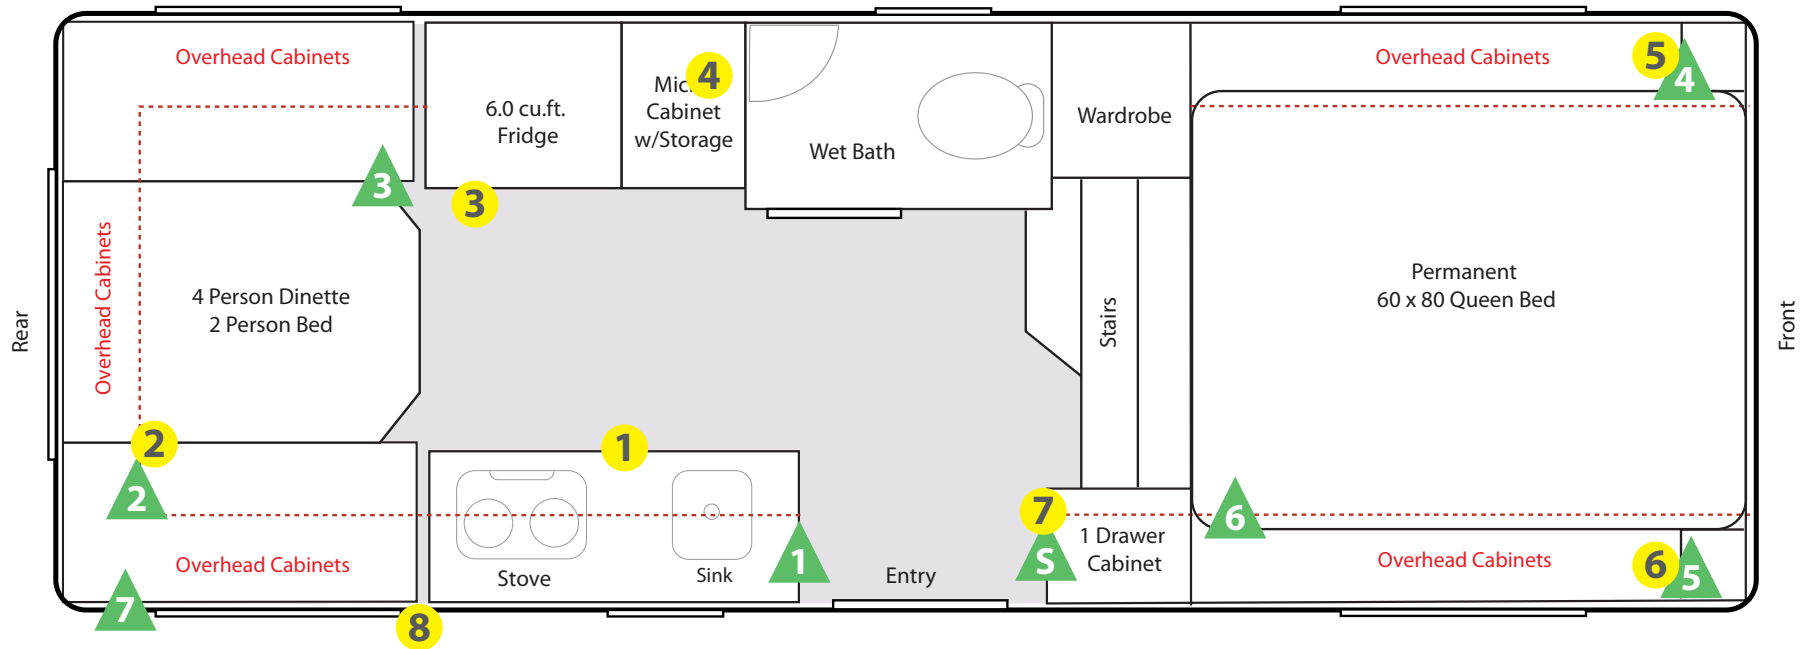 Overhead Cabinets
6.0 cu.ft.
Fridge
4
Cabinet
w/Storage
Wet Bath
Wardrobe
Overhead Cabinets
5
4
3
3
Overhead Cabinets
4 Person Dinette
2 Person Bed
Rear
Stairs
Permanent
60 x 80 Queen Bed
Front
2
2
1
7
S
6
1 Drawer
Cabinet
Overhead Cabinets
Stove
Sink
1
Entry
Overhead Cabinets
6
5
7
8